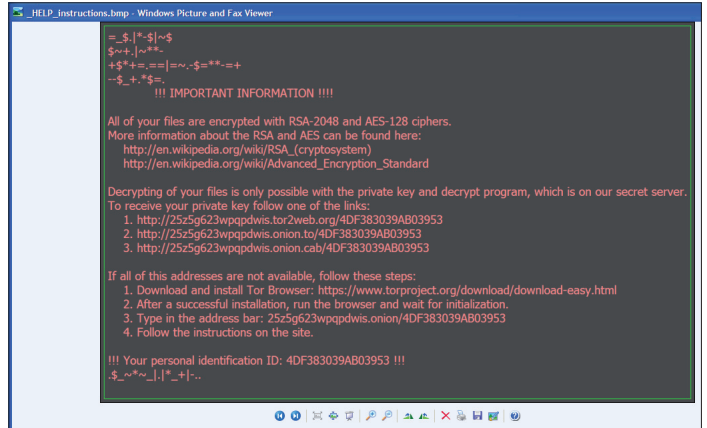 _HELP_instructions.bmp - Windows Picture and Fax Viewer
=_$.|*-$|~$
$~+.|~**-
+$*+=.==|=~.-$=**-=+
--$_+.*$=.
!!! IMPORTANT INFORMATION !!!!
All of your files are encrypted with RSA-2048 and AES-128 ciphers.
More information about the RSA and AES can be found here:
http://en.wikipedia.org/wiki/RSA_(cryptosystem)
http://en.wikipedia.org/wiki/Advanced_Encryption_Standard
Decrypting of your files is only possible with the private key and decrypt program, which is on our secret server.
To receive your private key follow one of the links:
1. http://25z5g623wpqpdwis.tor2web.org/4DF383039AB03953
2. http://25z5g623wpqpdwis.onion.to/4DF383039AB03953
3. http://25z5g623wpqpdwis.onion.cab/4DF383039AB03953
If all of this addresses are not available, follow these steps:
1. Download and install Tor Browser: https://www.torproject.org/download/download-easy.html
2. After a successful installation, run the browser and wait for initialization.
3. Type in the address bar: 25z5g623wpqpdwis.onion/4DF383039AB03953
4. Follow the instructions on the site.
!!! Your personal identification ID: 4DF383039AB03953 !!!
.$_~*~_|.|*_+|-..